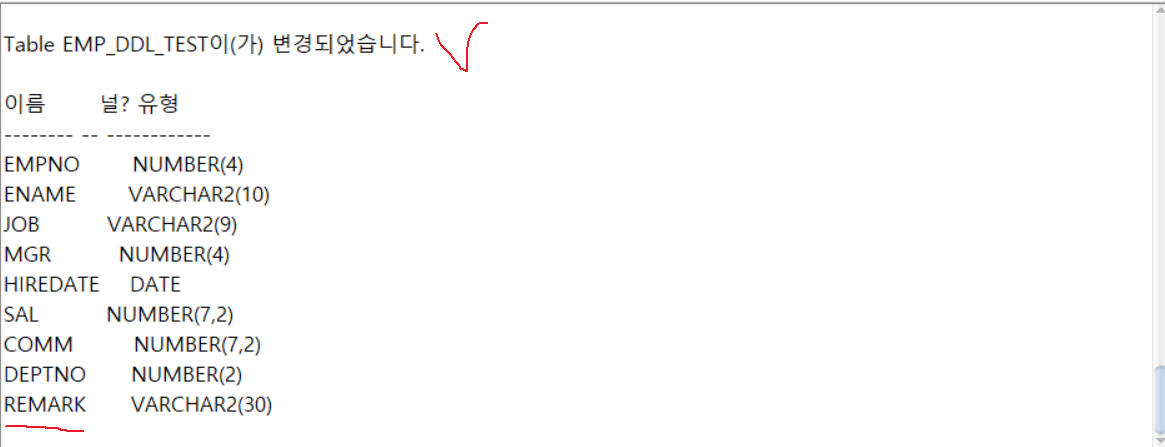 Table EMP_DDL_TEST이(가) 변경되었습니다.
이름 널? 유형
-------- -- ------------
EMPNO NUMBER(4)
ENAME VARCHAR2(10)
JOB VARCHAR2(9)
MGR NUMBER(4)
HIREDATE DATE
SAL NUMBER(7,2)
COMM NUMBER(7,2)
DEPTNO NUMBER(2)
REMARK VARCHAR2(30)